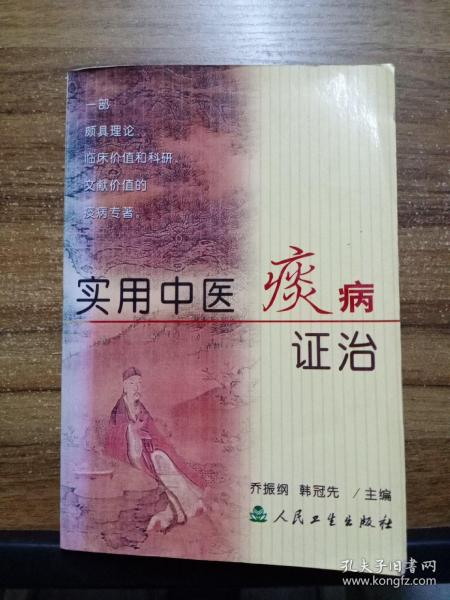 一部
颇具理论、
临床价值和科研、
文献价值的
痰病专著。
实用中医痰病
证治
乔振纲 韩冠先 /主编
人民卫生出版社
孔夫子旧书网
www.kongfz.com